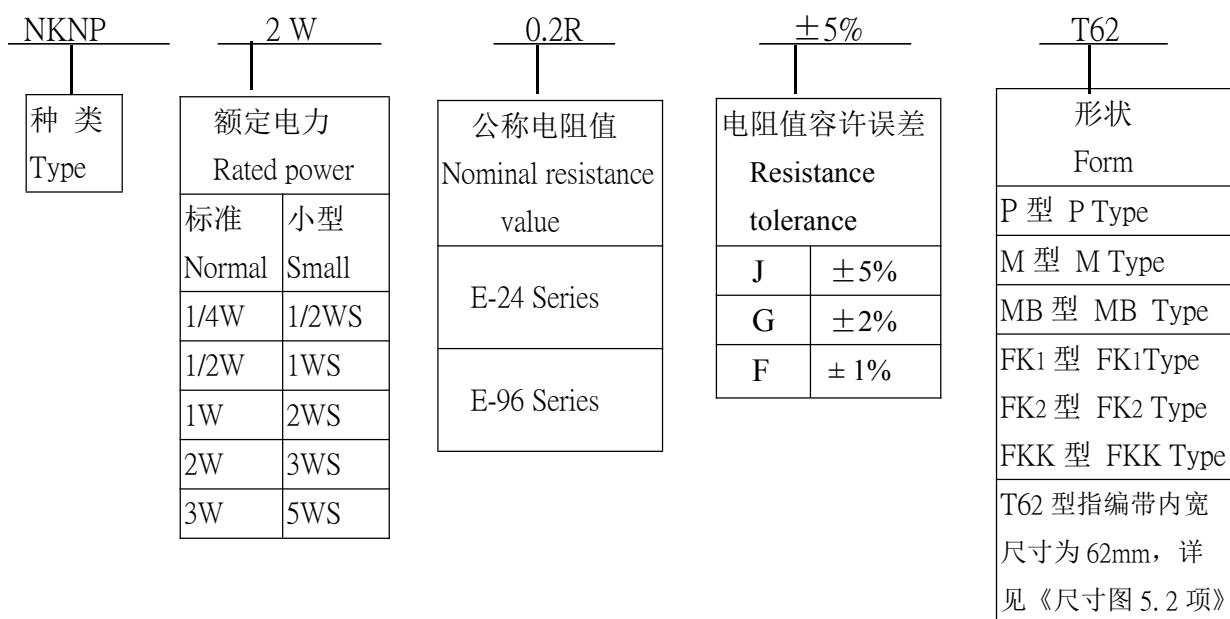 NKNP 2 W 0.2R ±5% T62
种 类
Type
额定电力
Rated power
标准 小型
Normal Small
1/4W 1/2WS
1/2W 1WS
1W 2WS
2W 3WS
3W 5WS
公称电阻值
Nominal resistance
value
E-24 Series
E-96 Series
电阻值容许误差
Resistance
tolerance
J ±5%
G ±2%
F ± 1%
形状
Form
P 型 P Type
M 型 M Type
MB 型 MB Type
FK1 型 FK1Type
FK2 型 FK2 Type
FKK 型 FKK Type
T62 型指编带内宽
尺寸为 62mm，详
见《尺寸图 5.2 项》